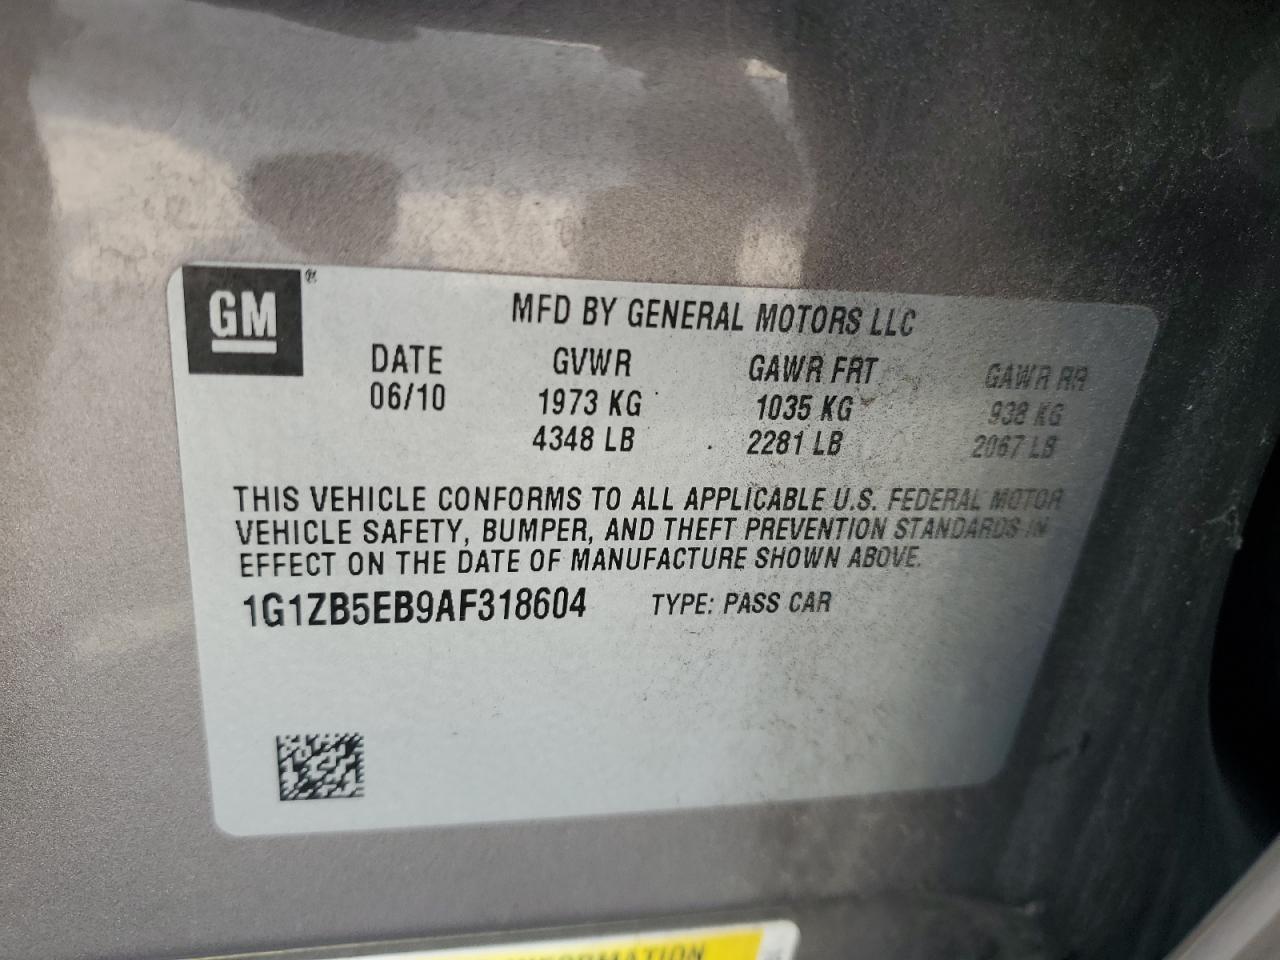 GM®
MFD BY GENERAL MOTORS LLC
DATE GVWR GAWR FRT GAWR RR
06/10 1973 KG 1035 KG 938 KG
4348 LB 2281 LB 2067 LB
THIS VEHICLE CONFORMS TO ALL APPLICABLE U.S. FEDERAL MOTOR
VEHICLE SAFETY, BUMPER, AND THEFT PREVENTION STANDARDS IN
EFFECT ON THE DATE OF MANUFACTURE SHOWN ABOVE.
1G1ZB5EB9AF318604 TYPE: PASS CAR
INFORMATION